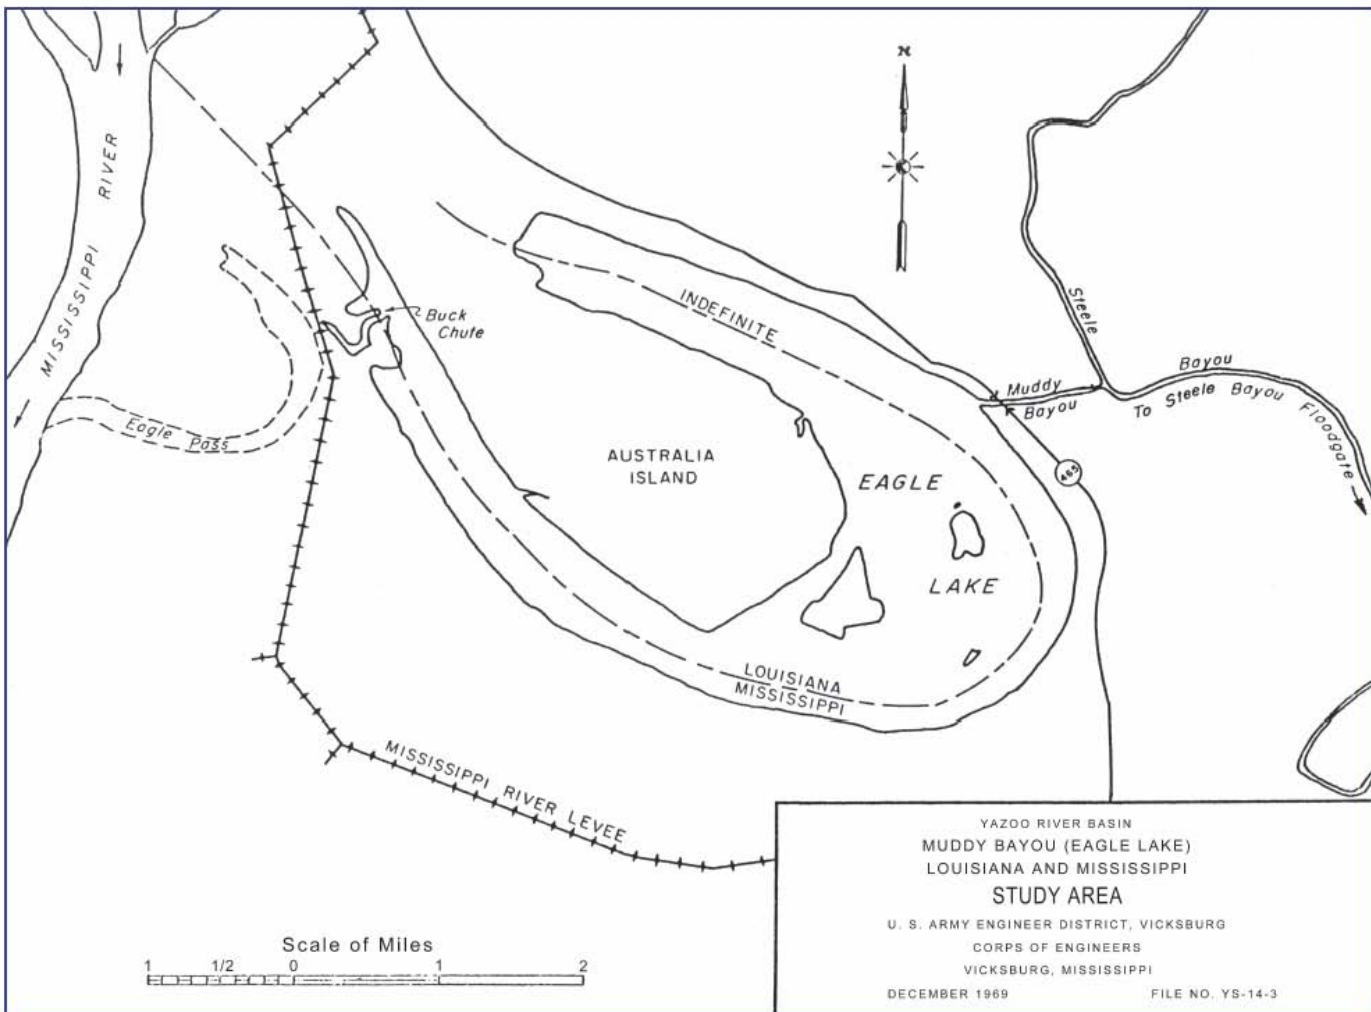 N
MISSISSIPPI RIVER
Buck
Chute
Eagle Pass
INDEFINITE
Steele
Bayou
Muddy
Bayou
To Steele Bayou Floodgate
465
AUSTRALIA
ISLAND
EAGLE
LAKE
LOUISIANA
MISSISSIPPI
MISSISSIPPI RIVER LEVEE
Scale of Miles
1 1/2 0 1 2
YAZOO RIVER BASIN
MUDDY BAYOU (EAGLE LAKE)
LOUISIANA AND MISSISSIPPI
STUDY AREA
U. S. ARMY ENGINEER DISTRICT, VICKSBURG
CORPS OF ENGINEERS
VICKSBURG, MISSISSIPPI
DECEMBER 1969 FILE NO. YS-14-3